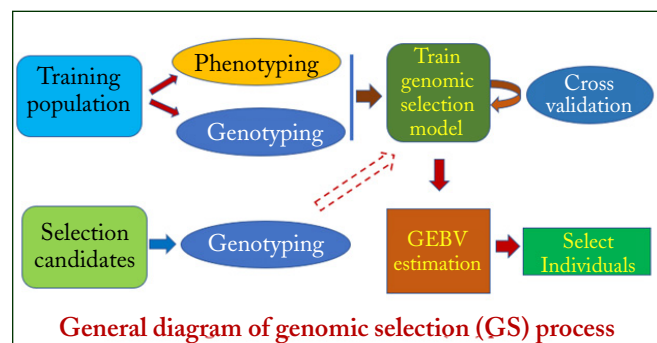 Training
population
Phenotyping
Genotyping
Train
genomic
selection
model
Cross
validation
Selection
candidates
Genotyping
GEBV
estimation
Select
Individuals
General diagram of genomic selection (GS) process